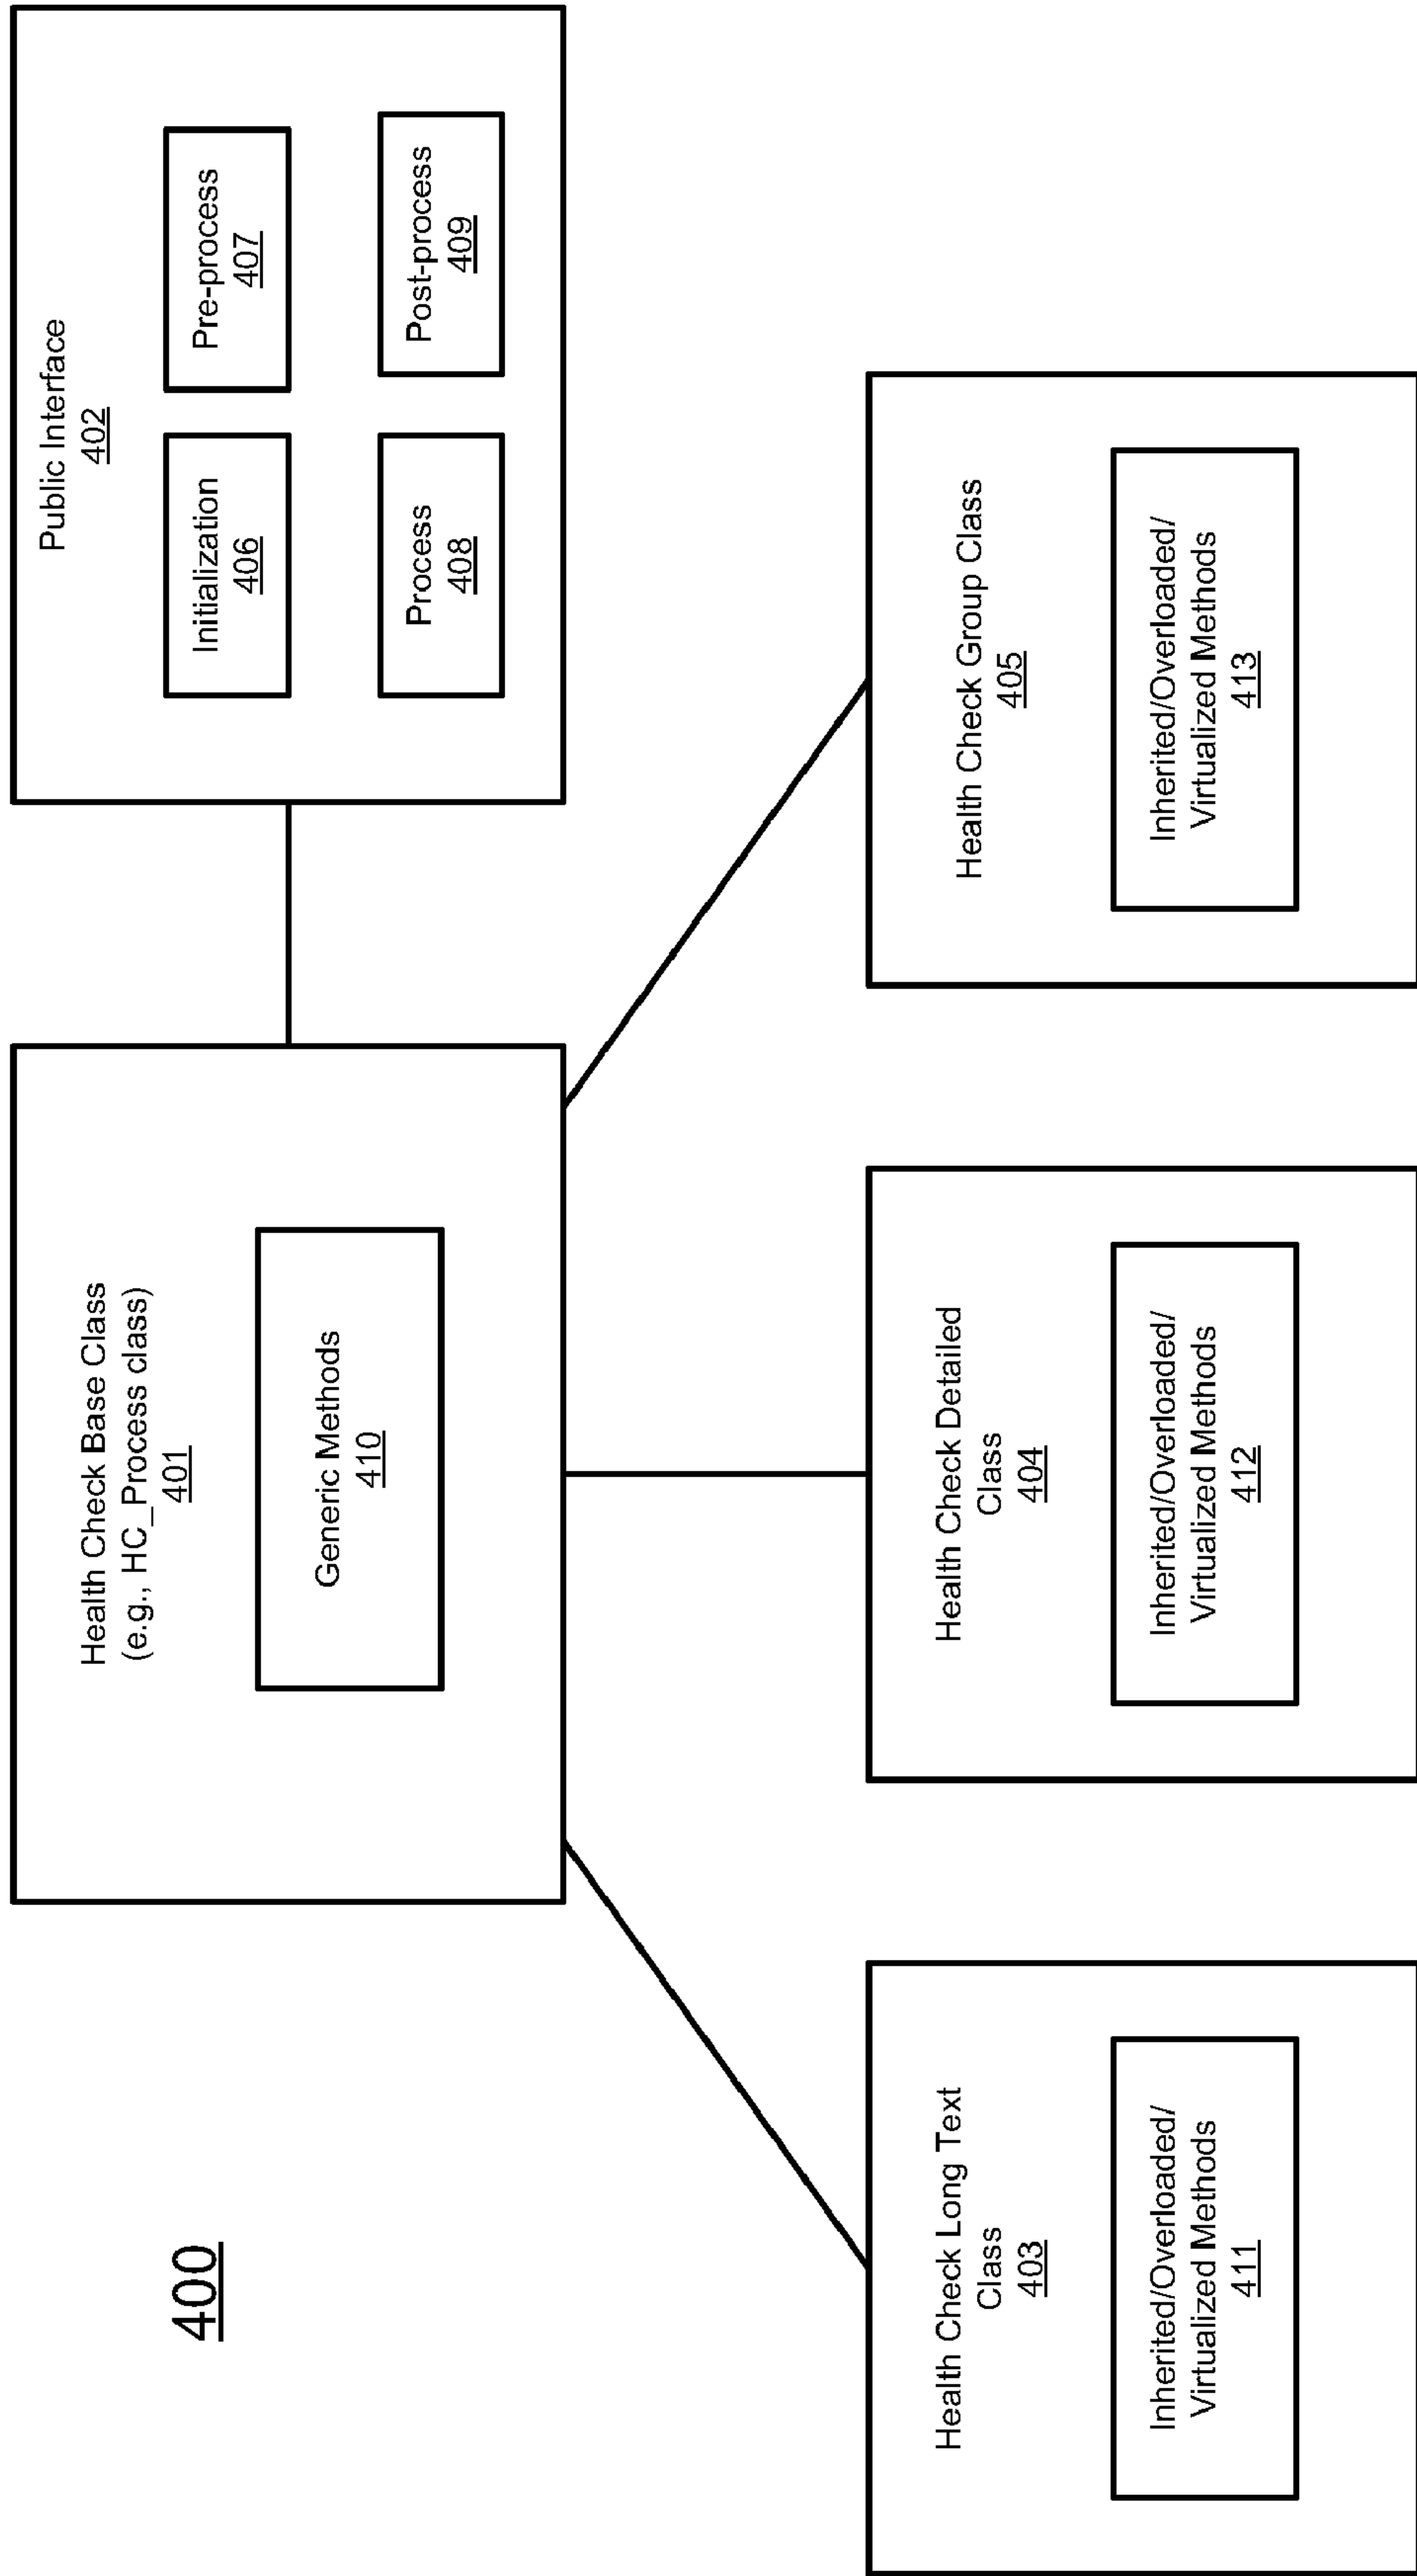 400
Health Check Base Class
(e.g., HC_Process class)
401
Generic Methods
410
Public Interface
402
Initialization
406
Pre-process
407
Process
408
Post-process
409
Health Check Long Text
Class
403
Inherited/Overloaded/
Virtualized Methods
411
Health Check Detailed
Class
404
Inherited/Overloaded/
Virtualized Methods
412
Health Check Group Class
405
Inherited/Overloaded/
Virtualized Methods
413